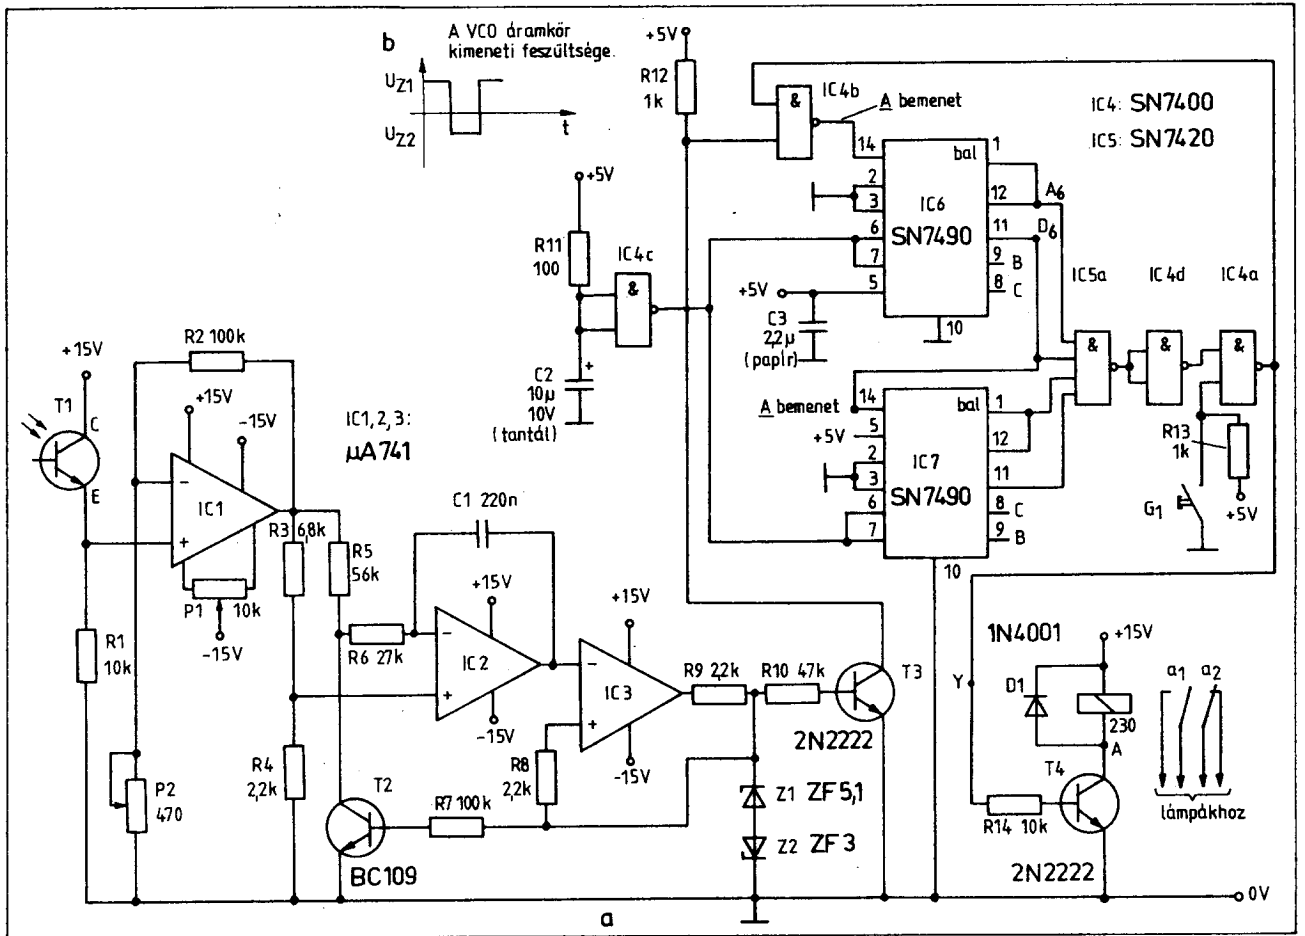 b
A VCO áramkör
kimeneti feszültsége.
UZ1
UZ2
t
+5V
R12
1k
IC4b
&
A bemenet
IC4: SN7400
IC5: SN7420
14
bal
1
2
3
IC6
SN7490
12
A6
11
D6
6
7
9 B
8 C
5
10
+5V
C3
2,2µ
(papír)
+5V
R11
100
IC4c
&
C2
+
10µ
10V
(tantál)
IC5a
IC4d
IC4a
&
&
&
R13
1k
G1
+5V
A bemenet
14
bal
1
5
+5V
12
2
3
IC7
SN7490
11
6
7
8 C
9 B
10
R2 100k
+15V
T1
C
E
+15V
-15V
IC1,2,3:
µA741
IC1
-
+
P1 10k
-15V
R3 6,8k
R5
56k
C1 220n
R1
10k
R6 27k
+15V
-
+
IC2
-15V
+15V
-
+
IC3
-15V
R9 2,2k
R10 47k
T3
2N2222
R4
2,2k
P2
470
T2
BC109
R7 100k
R8
2,2k
Z1 ZF5,1
Z2 ZF3
1N4001
+15V
Y
D1
230
A
T4
a1
a2
lámpákhoz
R14 10k
2N2222
0V
a